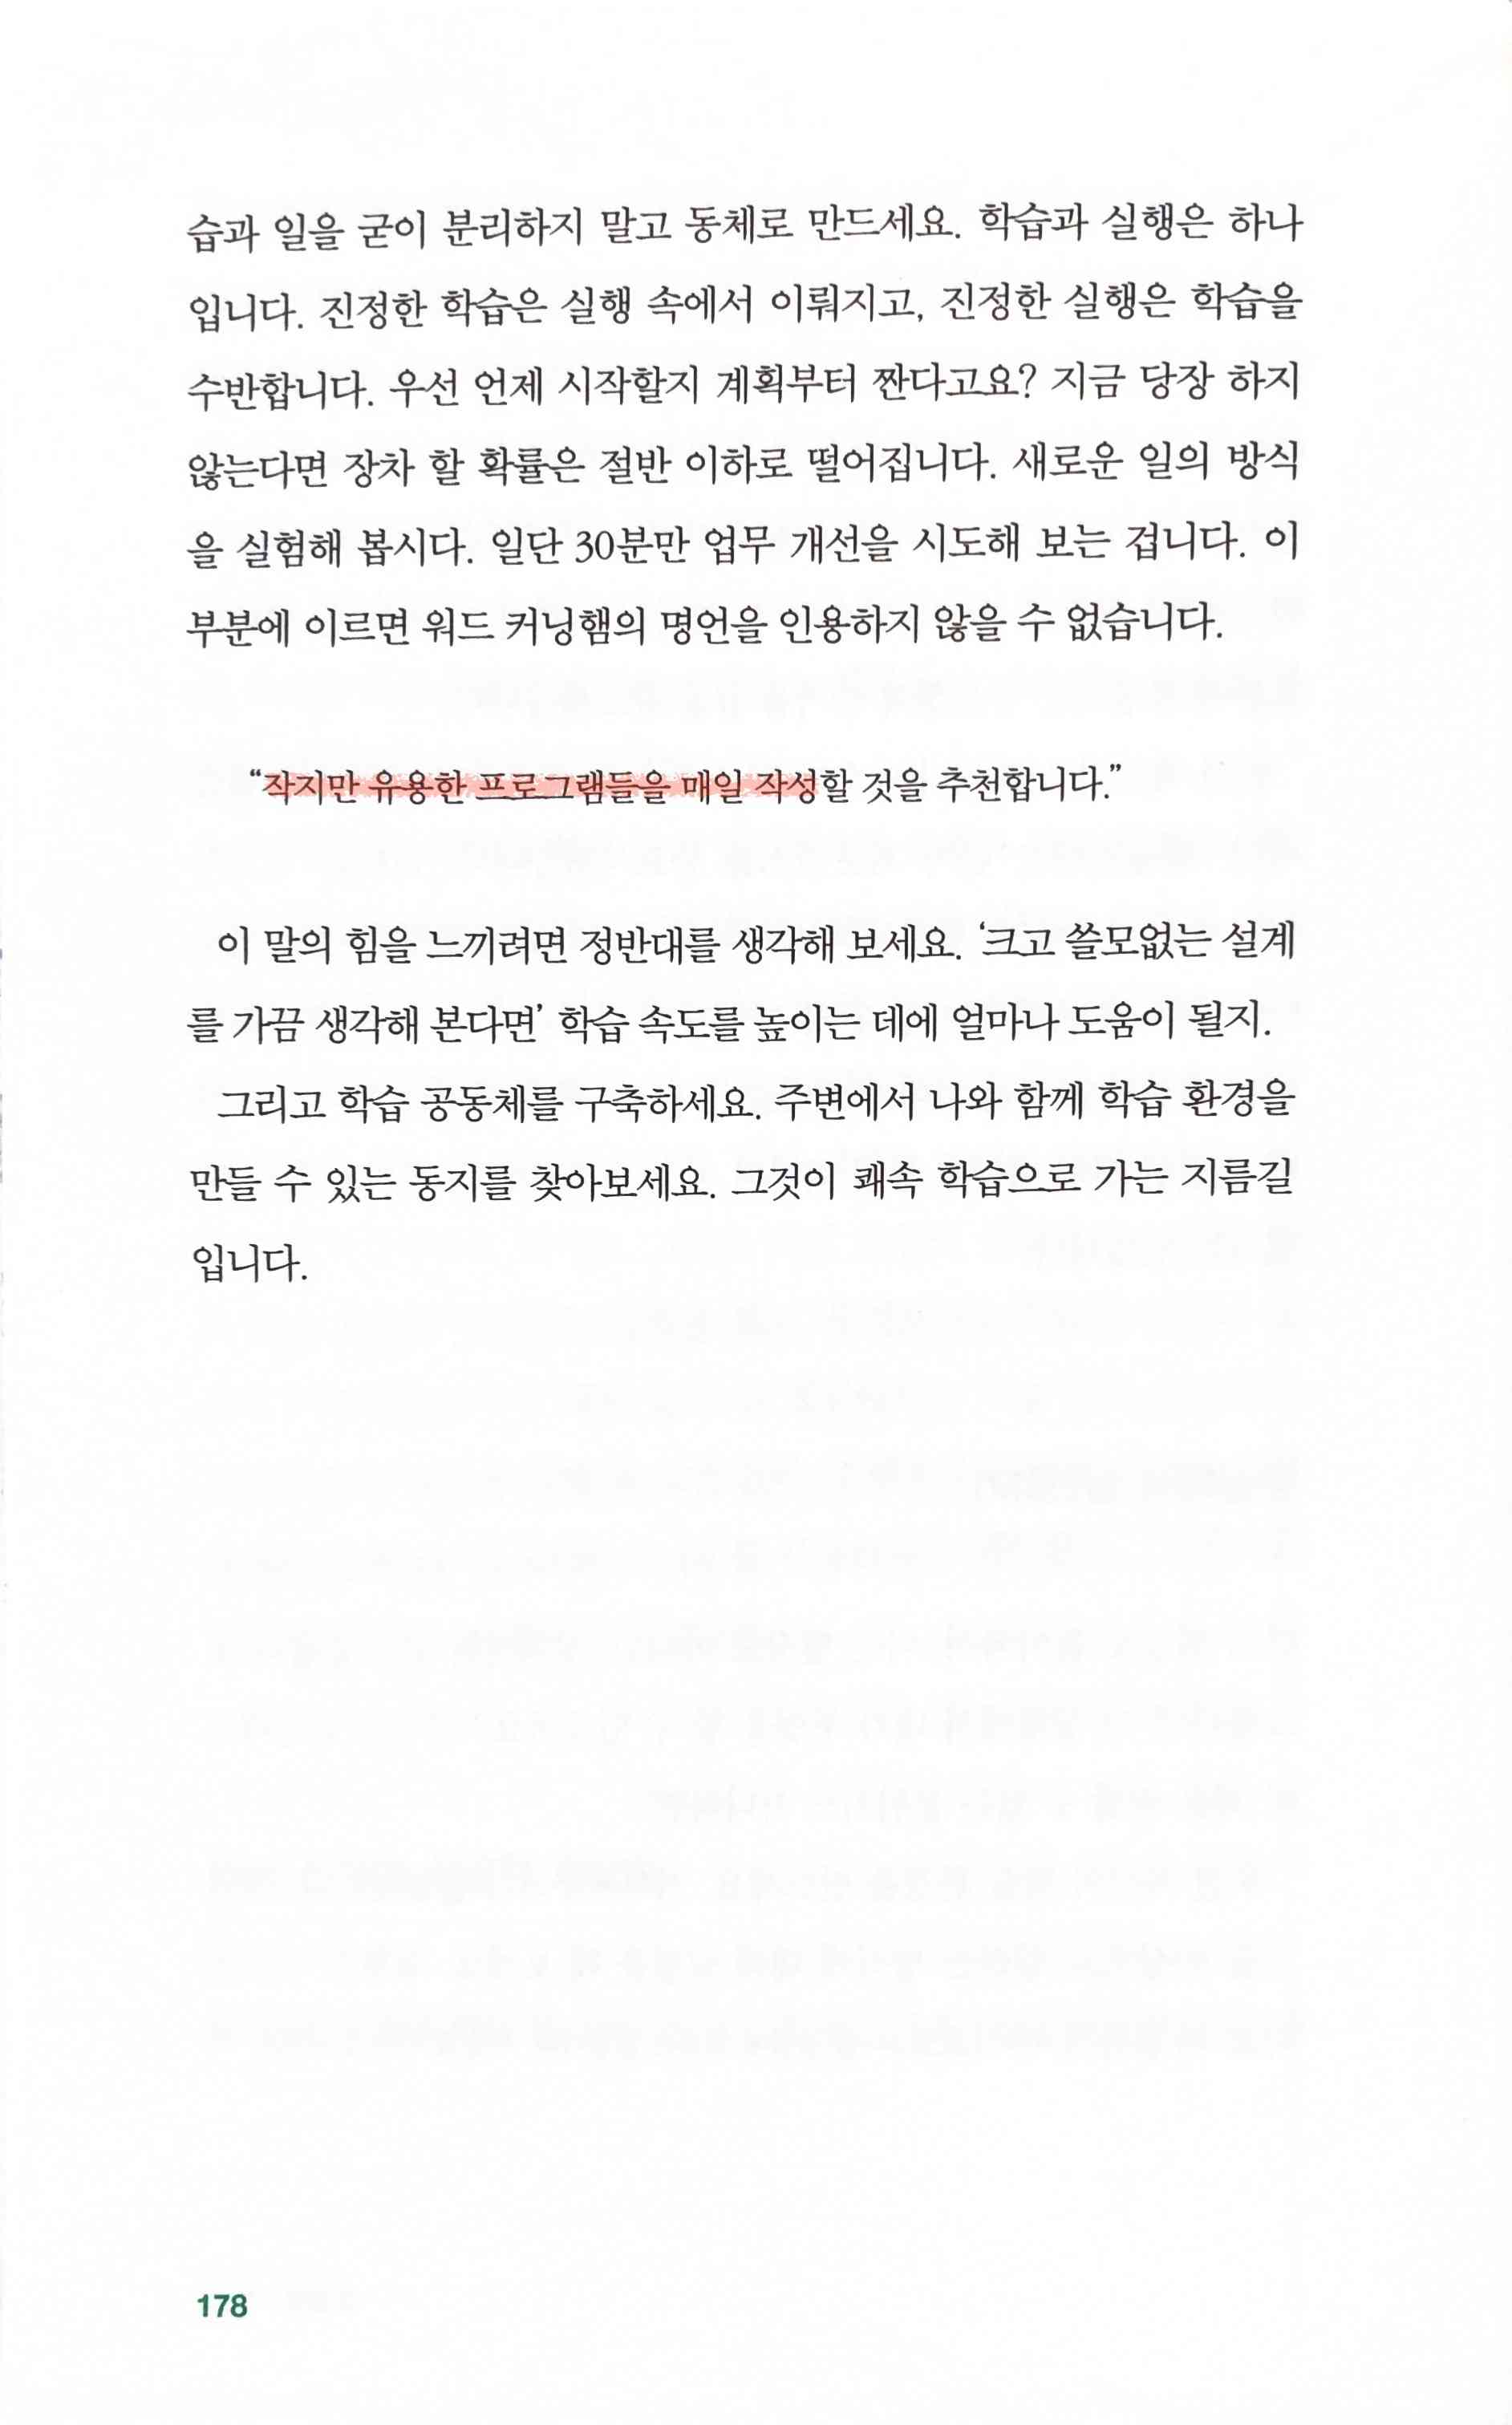 습과 일을 굳이 분리하지 말고 동체로 만드세요. 학습과 실행은 하나
입니다. 진정한 학습은 실행 속에서 이뤄지고, 진정한 실행은 학습을
수반합니다. 우선 언제 시작할지 계획부터 짠다고요? 지금 당장 하지
않는다면 장차 할 확률은 절반 이하로 떨어집니다. 새로운 일의 방식
을 실험해 봅시다. 일단 30분만 업무 개선을 시도해 보는 겁니다. 이
부분에 이르면 워드 커닝햄의 명언을 인용하지 않을 수 없습니다.
“작지만 유용한 프로그램들을 매일 작성할 것을 추천합니다.”
이 말의 힘을 느끼려면 정반대를 생각해 보세요. ‘크고 쓸모없는 설계
를 가끔 생각해 본다면’ 학습 속도를 높이는 데에 얼마나 도움이 될지.
그리고 학습 공동체를 구축하세요. 주변에서 나와 함께 학습 환경을
만들 수 있는 동지를 찾아보세요. 그것이 쾌속 학습으로 가는 지름길
입니다.
178